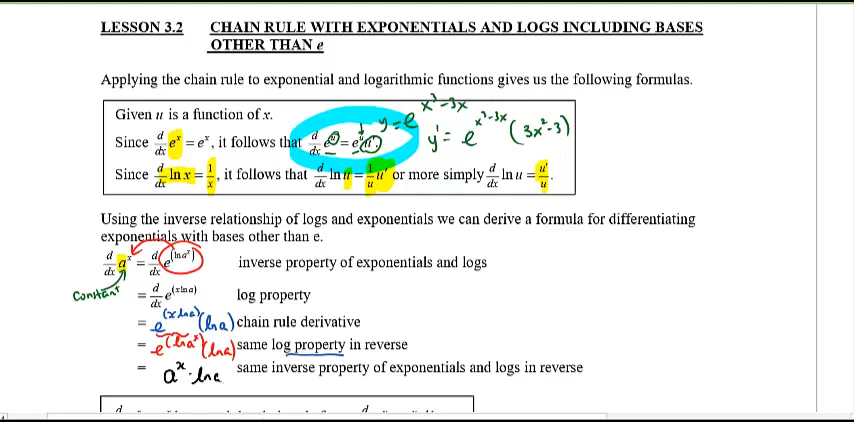 LESSON 3.2 CHAIN RULE WITH EXPONENTIALS AND LOGS INCLUDING BASES
OTHER THAN e
Applying the chain rule to exponential and logarithmic functions gives us the following formulas.
y = e^(x³-3x)
Given u is a function of x.
Since d/dx e^x = e^x, it follows that d/dx e^u = e^u u'. y' = e^(x³-3x) (3x²-3)
Since d/dx ln x = 1/x, it follows that d/dx ln u = 1/u u' or more simply d/dx ln u = u'/u.
Using the inverse relationship of logs and exponentials we can derive a formula for differentiating
exponentials with bases other than e.
d/dx a^x = d/dx e^(ln a^x) inverse property of exponentials and logs
constant = d/dx e^(x ln a) log property
= e^(x ln a) (ln a) chain rule derivative
= e^(ln a^x) (ln a) same log property in reverse
= a^x · ln a same inverse property of exponentials and logs in reverse